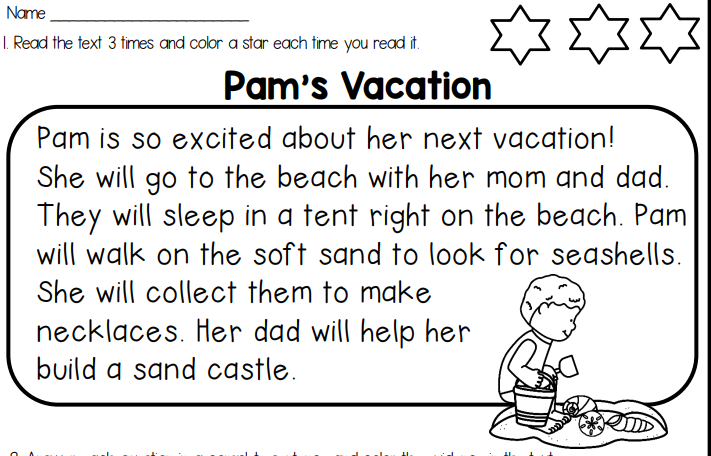 Name ____________________
1. Read the text 3 times and color a star each time you read it.
Pam's Vacation
Pam is so excited about her next vacation!
She will go to the beach with her mom and dad.
They will sleep in a tent right on the beach. Pam
will walk on the soft sand to look for seashells.
She will collect them to make
necklaces. Her dad will help her
build a sand castle.